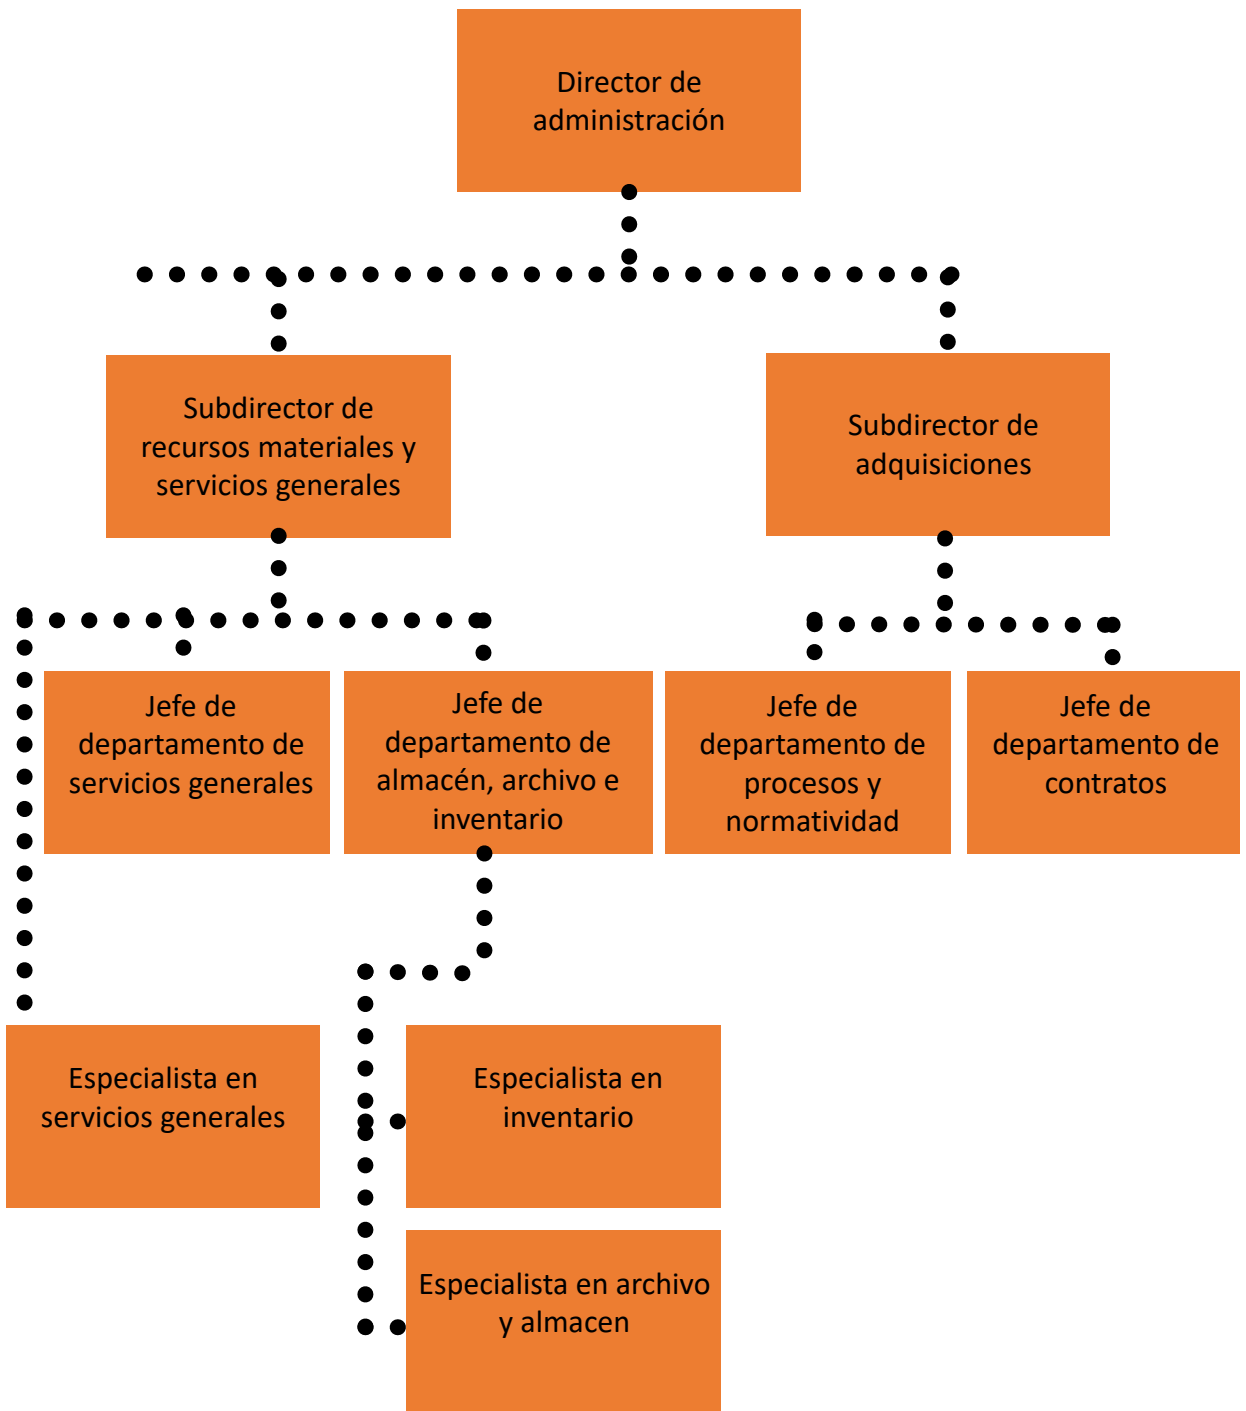 Director de
administración
Subdirector de
recursos materiales y
servicios generales
Subdirector de
adquisiciones
Jefe de
departamento de
servicios generales
Jefe de
departamento de
almacén, archivo e
inventario
Jefe de
departamento de
procesos y
normatividad
Jefe de
departamento de
contratos
Especialista en
servicios generales
Especialista en
inventario
Especialista en archivo
y almacen